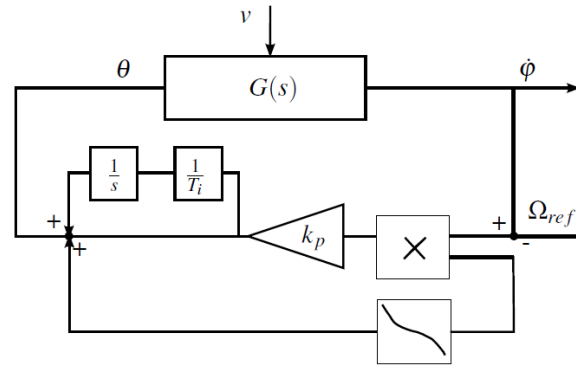 v
θ
G(s)
φ̇
1/s
1/T_i
+
+
k_p
×
+
-
Ω_ref